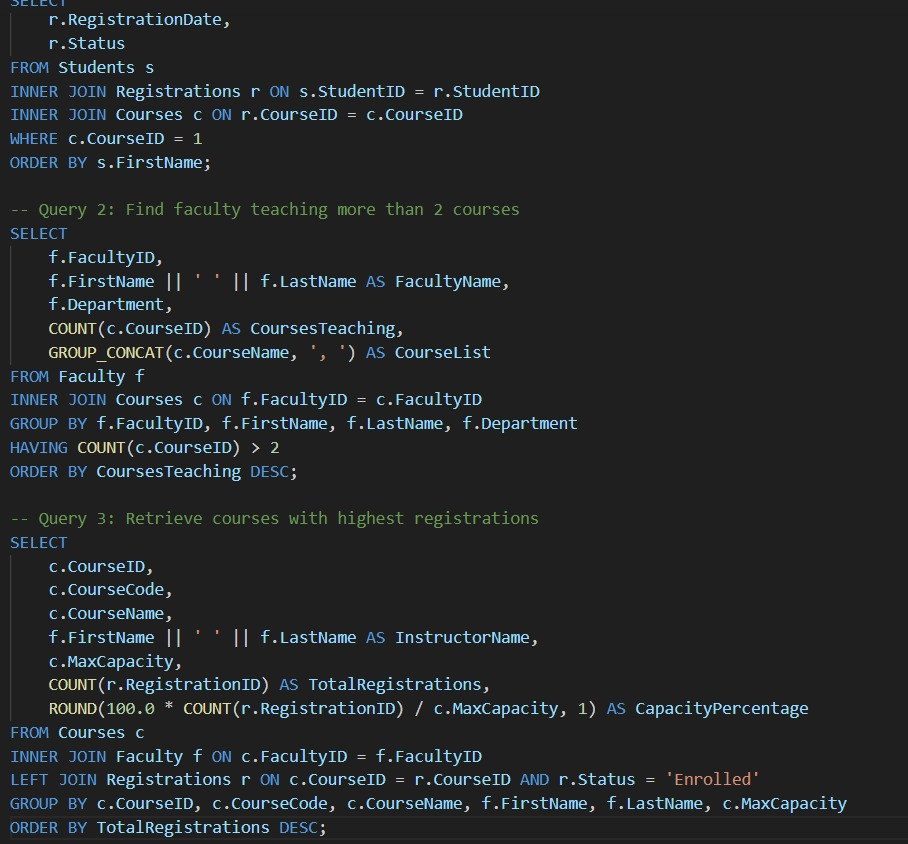 SELECT
    r.RegistrationDate,
    r.Status
FROM Students s
INNER JOIN Registrations r ON s.StudentID = r.StudentID
INNER JOIN Courses c ON r.CourseID = c.CourseID
WHERE c.CourseID = 1
ORDER BY s.FirstName;

-- Query 2: Find faculty teaching more than 2 courses
SELECT
    f.FacultyID,
    f.FirstName || ' ' || f.LastName AS FacultyName,
    f.Department,
    COUNT(c.CourseID) AS CoursesTeaching,
    GROUP_CONCAT(c.CourseName, ', ') AS CourseList
FROM Faculty f
INNER JOIN Courses c ON f.FacultyID = c.FacultyID
GROUP BY f.FacultyID, f.FirstName, f.LastName, f.Department
HAVING COUNT(c.CourseID) > 2
ORDER BY CoursesTeaching DESC;

-- Query 3: Retrieve courses with highest registrations
SELECT
    c.CourseID,
    c.CourseCode,
    c.CourseName,
    f.FirstName || ' ' || f.LastName AS InstructorName,
    c.MaxCapacity,
    COUNT(r.RegistrationID) AS TotalRegistrations,
    ROUND(100.0 * COUNT(r.RegistrationID) / c.MaxCapacity, 1) AS CapacityPercentage
FROM Courses c
INNER JOIN Faculty f ON c.FacultyID = f.FacultyID
LEFT JOIN Registrations r ON c.CourseID = r.CourseID AND r.Status = 'Enrolled'
GROUP BY c.CourseID, c.CourseCode, c.CourseName, f.FirstName, f.LastName, c.MaxCapacity
ORDER BY TotalRegistrations DESC;